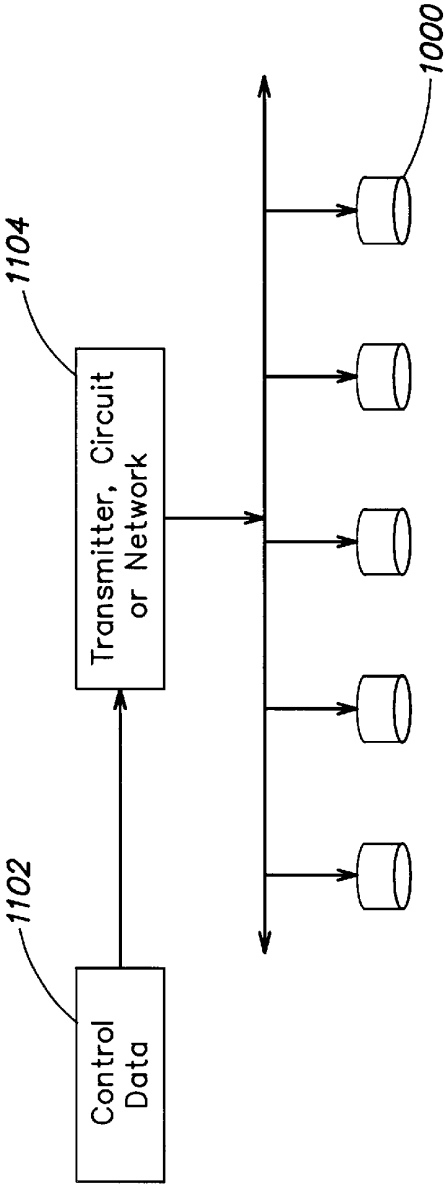 1102
Control
Data
1104
Transmitter, Circuit
or Network
1000